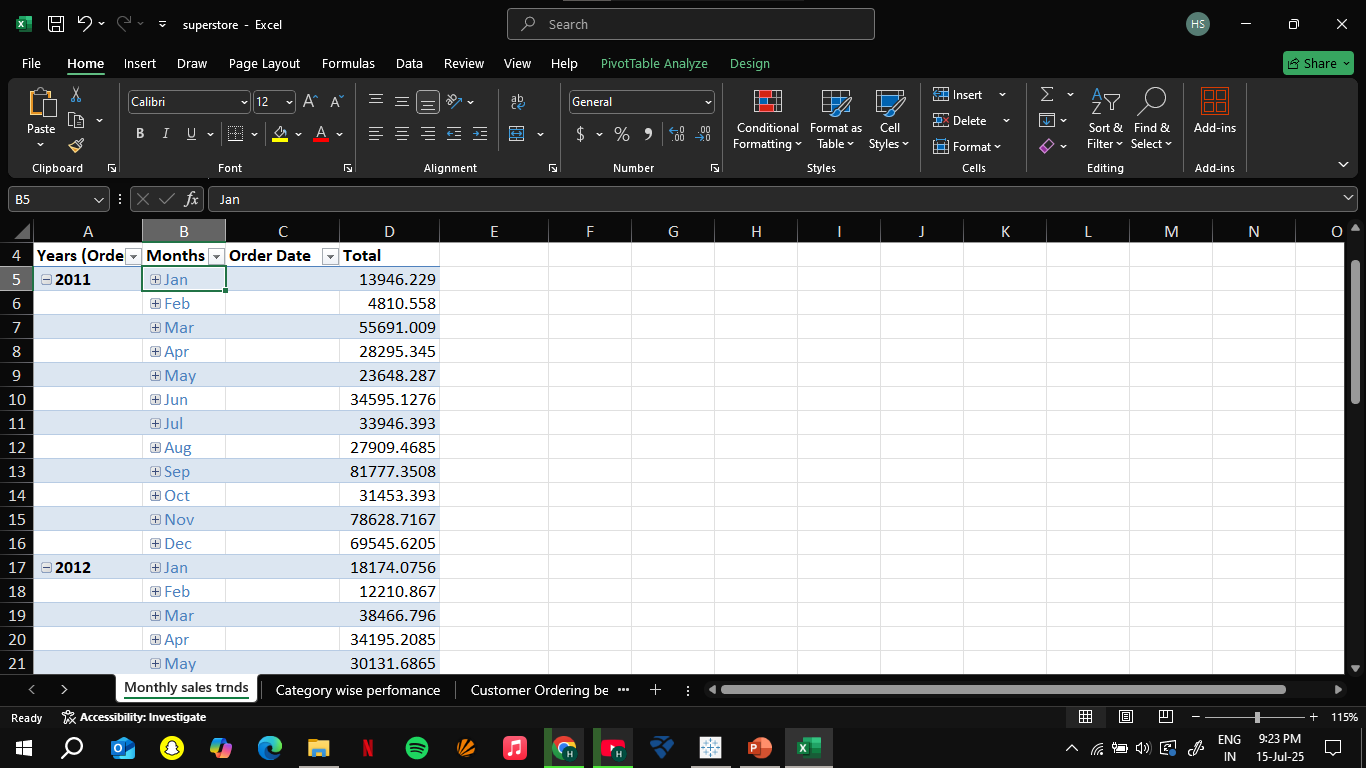 superstore - Excel
Search
HS
File Home Insert Draw Page Layout Formulas Data Review View Help PivotTable Analyze Design Share
Calibri 12 General Insert
Paste Conditional Formatting Format as Table Cell Styles Delete Sort & Filter Find & Select Add-ins
B I U A $ % Format
Clipboard Font Alignment Number Styles Cells Editing Add-ins
B5 fx Jan
A B C D E F G H I J K L M N O
4 Years (Orde Months Order Date Total
5 2011 Jan 13946.229
6 Feb 4810.558
7 Mar 55691.009
8 Apr 28295.345
9 May 23648.287
10 Jun 34595.1276
11 Jul 33946.393
12 Aug 27909.4685
13 Sep 81777.3508
14 Oct 31453.393
15 Nov 78628.7167
16 Dec 69545.6205
17 2012 Jan 18174.0756
18 Feb 12210.867
19 Mar 38466.796
20 Apr 34195.2085
21 May 30131.6865
Monthly sales trnds Category wise perfomance Customer Ordering be ...
Ready Accessibility: Investigate 115%
ENG 9:23 PM
IN 15-Jul-25